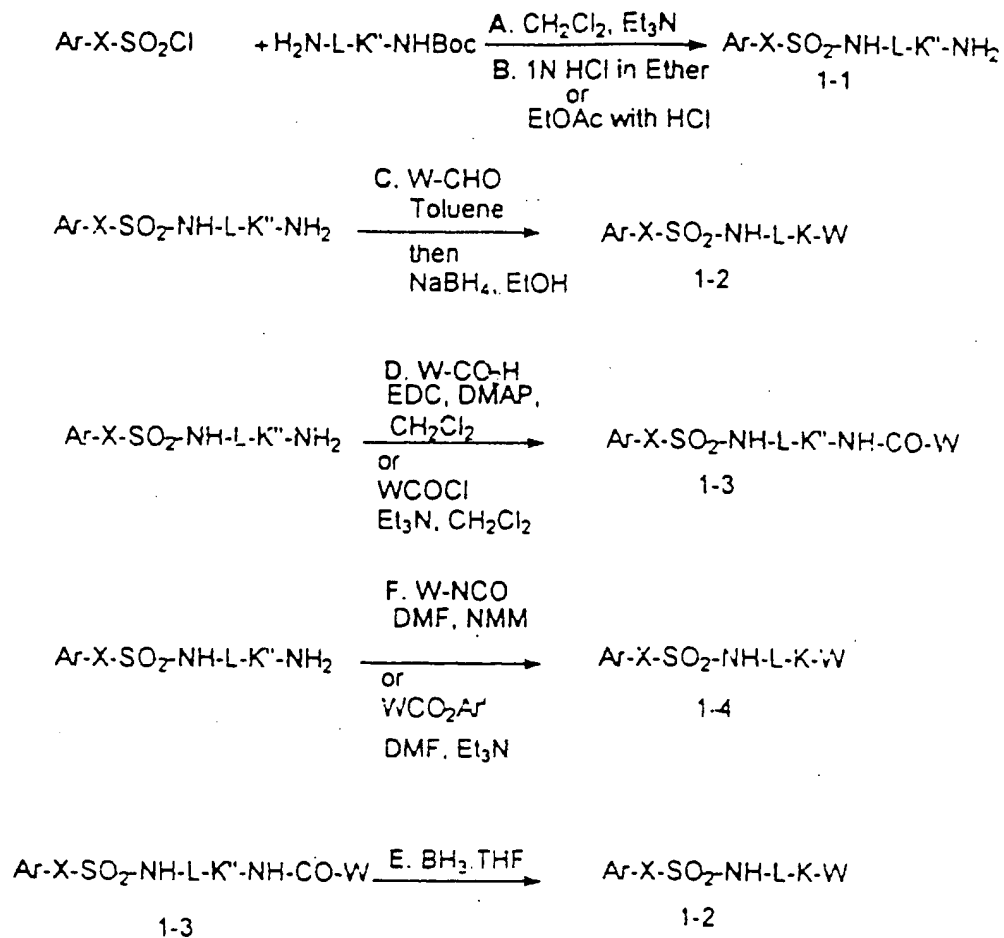 Ar-X-SO2Cl + H2N-L-K"-NHBoc A. CH2Cl2, Et3N Ar-X-SO2-NH-L-K"-NH2
B. 1N HCl in Ether 1-1
or
EtOAc with HCl
C. W-CHO
Toluene
Ar-X-SO2-NH-L-K"-NH2 Ar-X-SO2-NH-L-K-W
then 1-2
NaBH4, EtOH
D. W-CO2H
EDC, DMAP,
CH2Cl2
Ar-X-SO2-NH-L-K"-NH2 Ar-X-SO2-NH-L-K"-NH-CO-W
or 1-3
WCOCl
Et3N, CH2Cl2
F. W-NCO
DMF, NMM
Ar-X-SO2-NH-L-K"-NH2 Ar-X-SO2-NH-L-K-W
or 1-4
WCO2Ar
DMF, Et3N
Ar-X-SO2-NH-L-K"-NH-CO-W E. BH3.THF Ar-X-SO2-NH-L-K-W
1-3 1-2